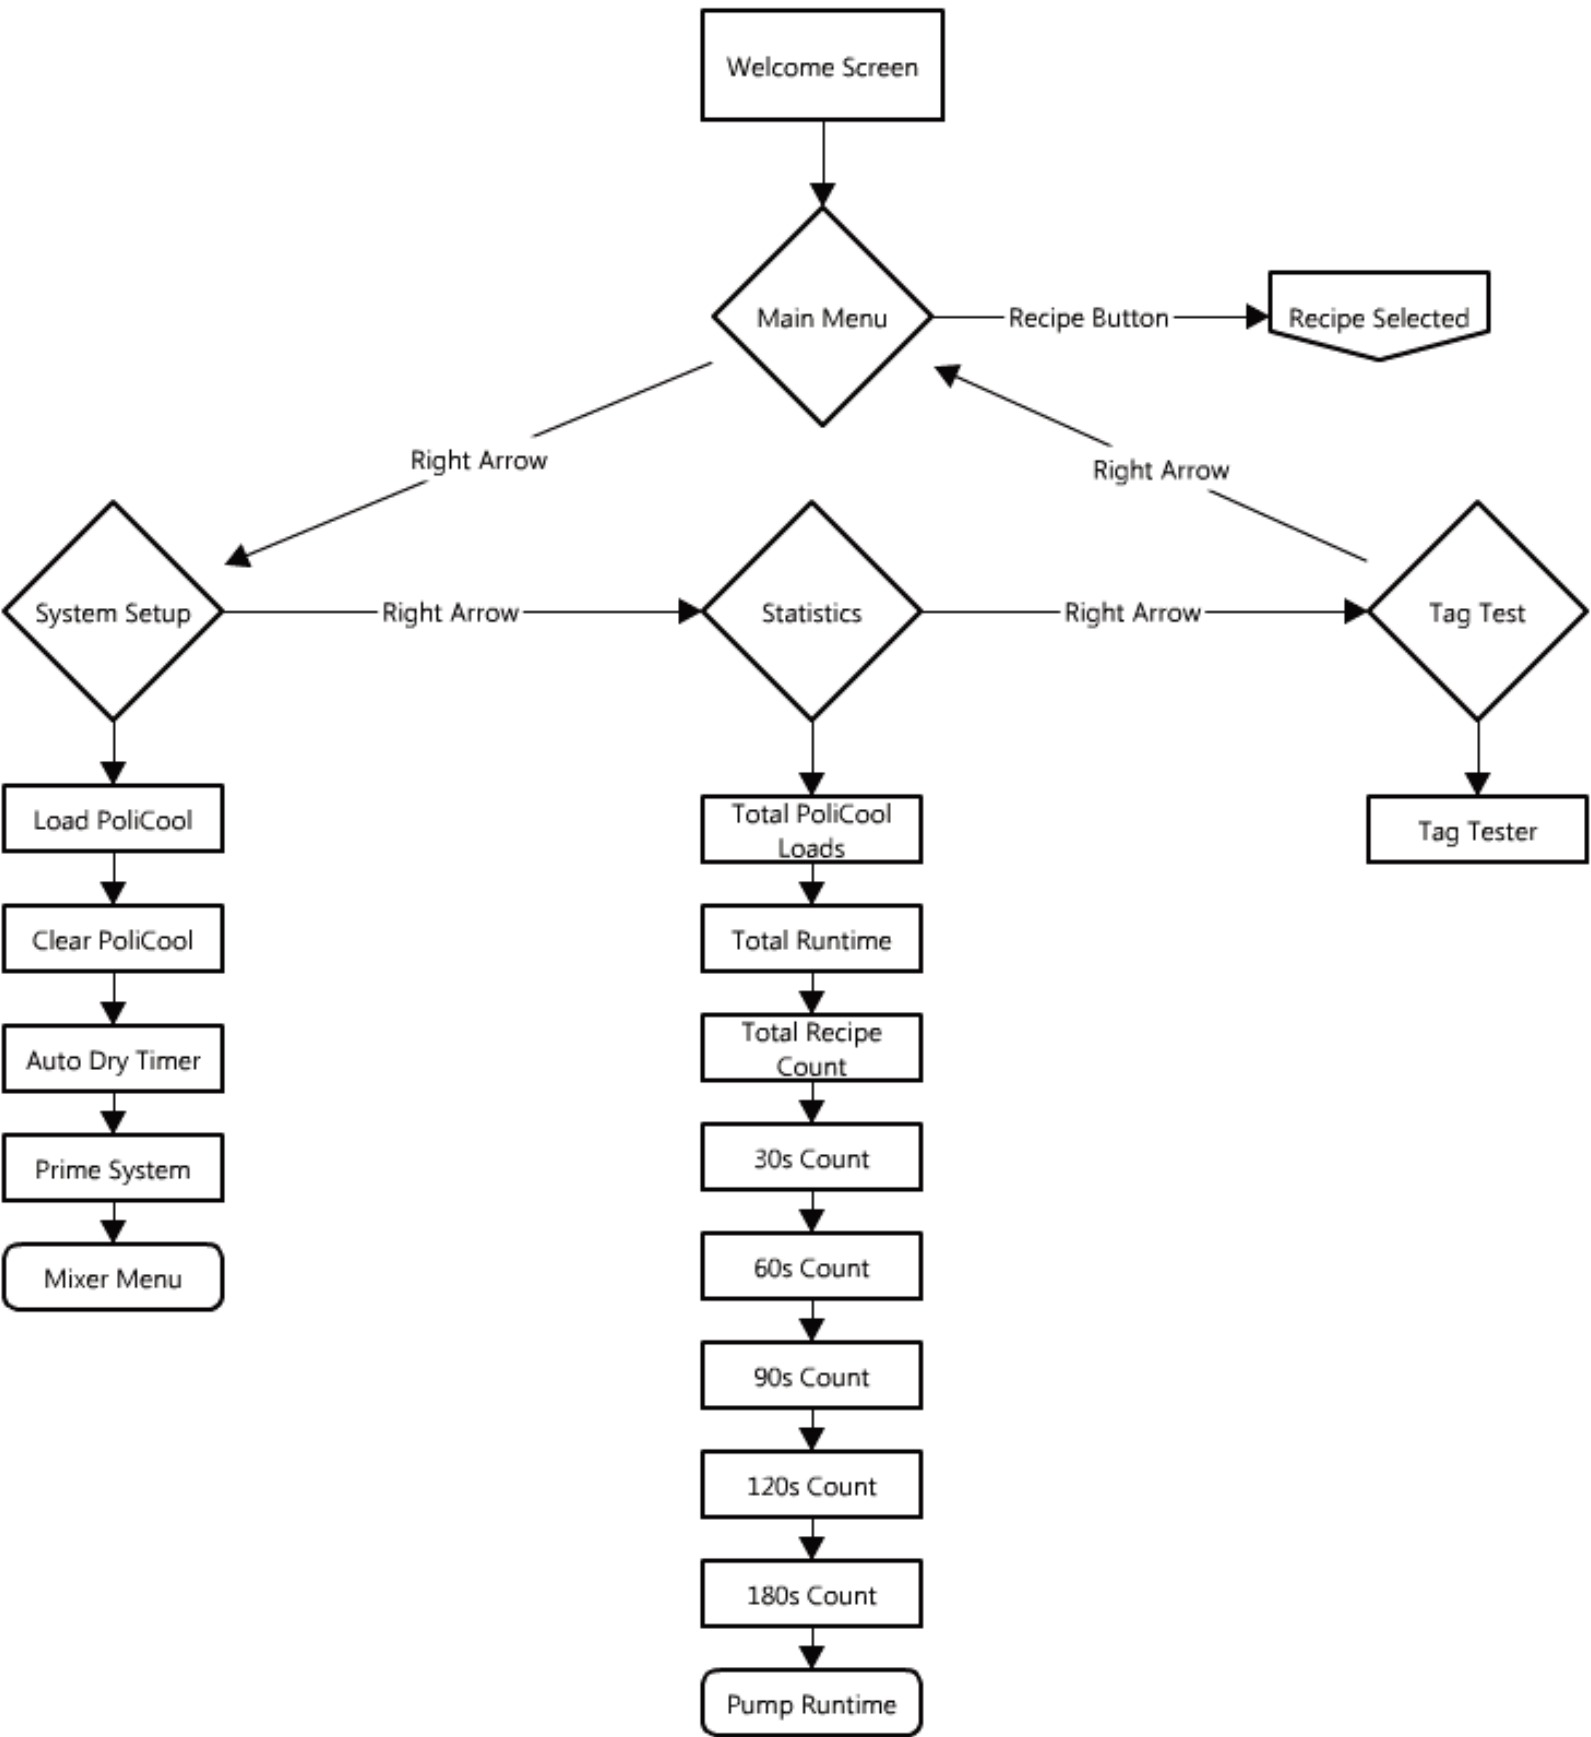 Welcome Screen
Main Menu
Recipe Button
Recipe Selected
Right Arrow
Right Arrow
System Setup
Right Arrow
Statistics
Right Arrow
Tag Test
Load PoliCool
Clear PoliCool
Auto Dry Timer
Prime System
Mixer Menu
Total PoliCool
Loads
Total Runtime
Total Recipe
Count
30s Count
60s Count
90s Count
120s Count
180s Count
Pump Runtime
Tag Tester